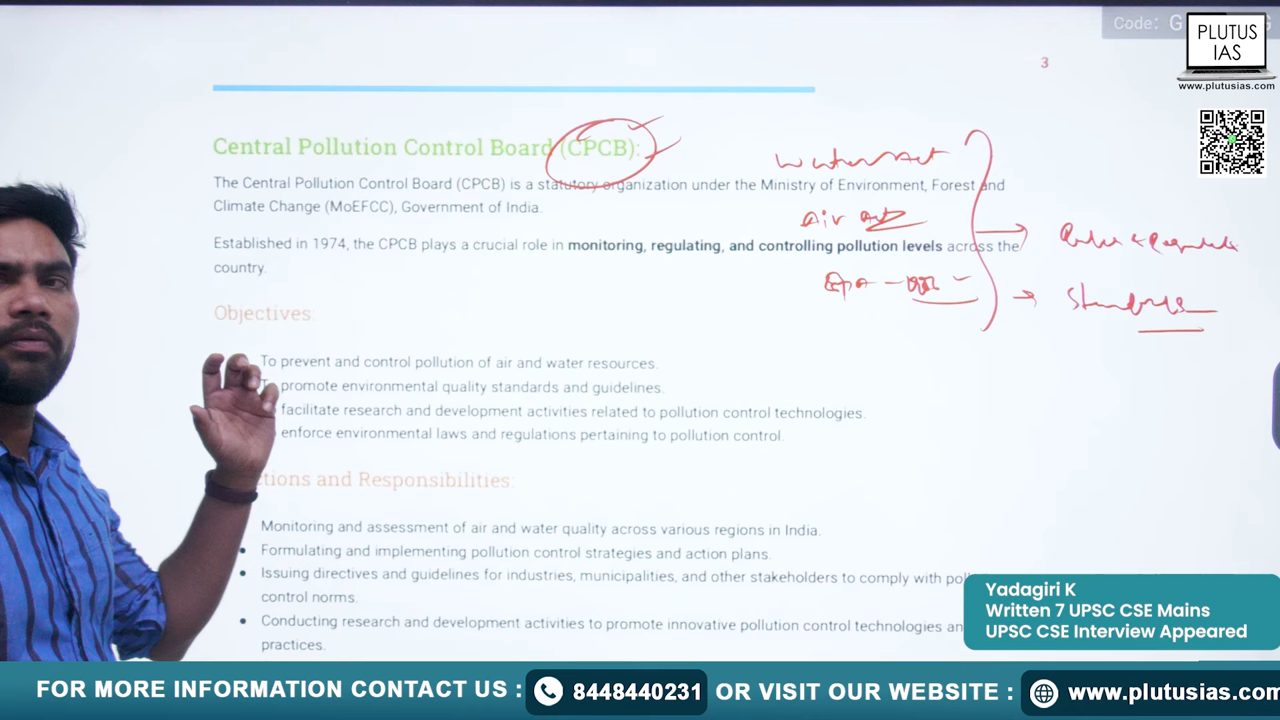 Code: G
PLUTUS
IAS
www.plutusias.com
3
Central Pollution Control Board (CPCB):
The Central Pollution Control Board (CPCB) is a statutory organization under the Ministry of Environment, Forest and
Climate Change (MoEFCC), Government of India.
Established in 1974, the CPCB plays a crucial role in monitoring, regulating, and controlling pollution levels across the
country.
Water Act
Air Act
Standards
Objectives:
To prevent and control pollution of air and water resources.
promote environmental quality standards and guidelines.
facilitate research and development activities related to pollution control technologies.
enforce environmental laws and regulations pertaining to pollution control.
tions and Responsibilities:
Monitoring and assessment of air and water quality across various regions in India.
• Formulating and implementing pollution control strategies and action plans.
• Issuing directives and guidelines for industries, municipalities, and other stakeholders to comply with
control norms.
• Conducting research and development activities to promote innovative pollution control technologies
practices.
Yadagiri K
Written 7 UPSC CSE Mains
UPSC CSE Interview Appeared
FOR MORE INFORMATION CONTACT US : 8448440231 OR VISIT OUR WEBSITE : www.plutusias.com